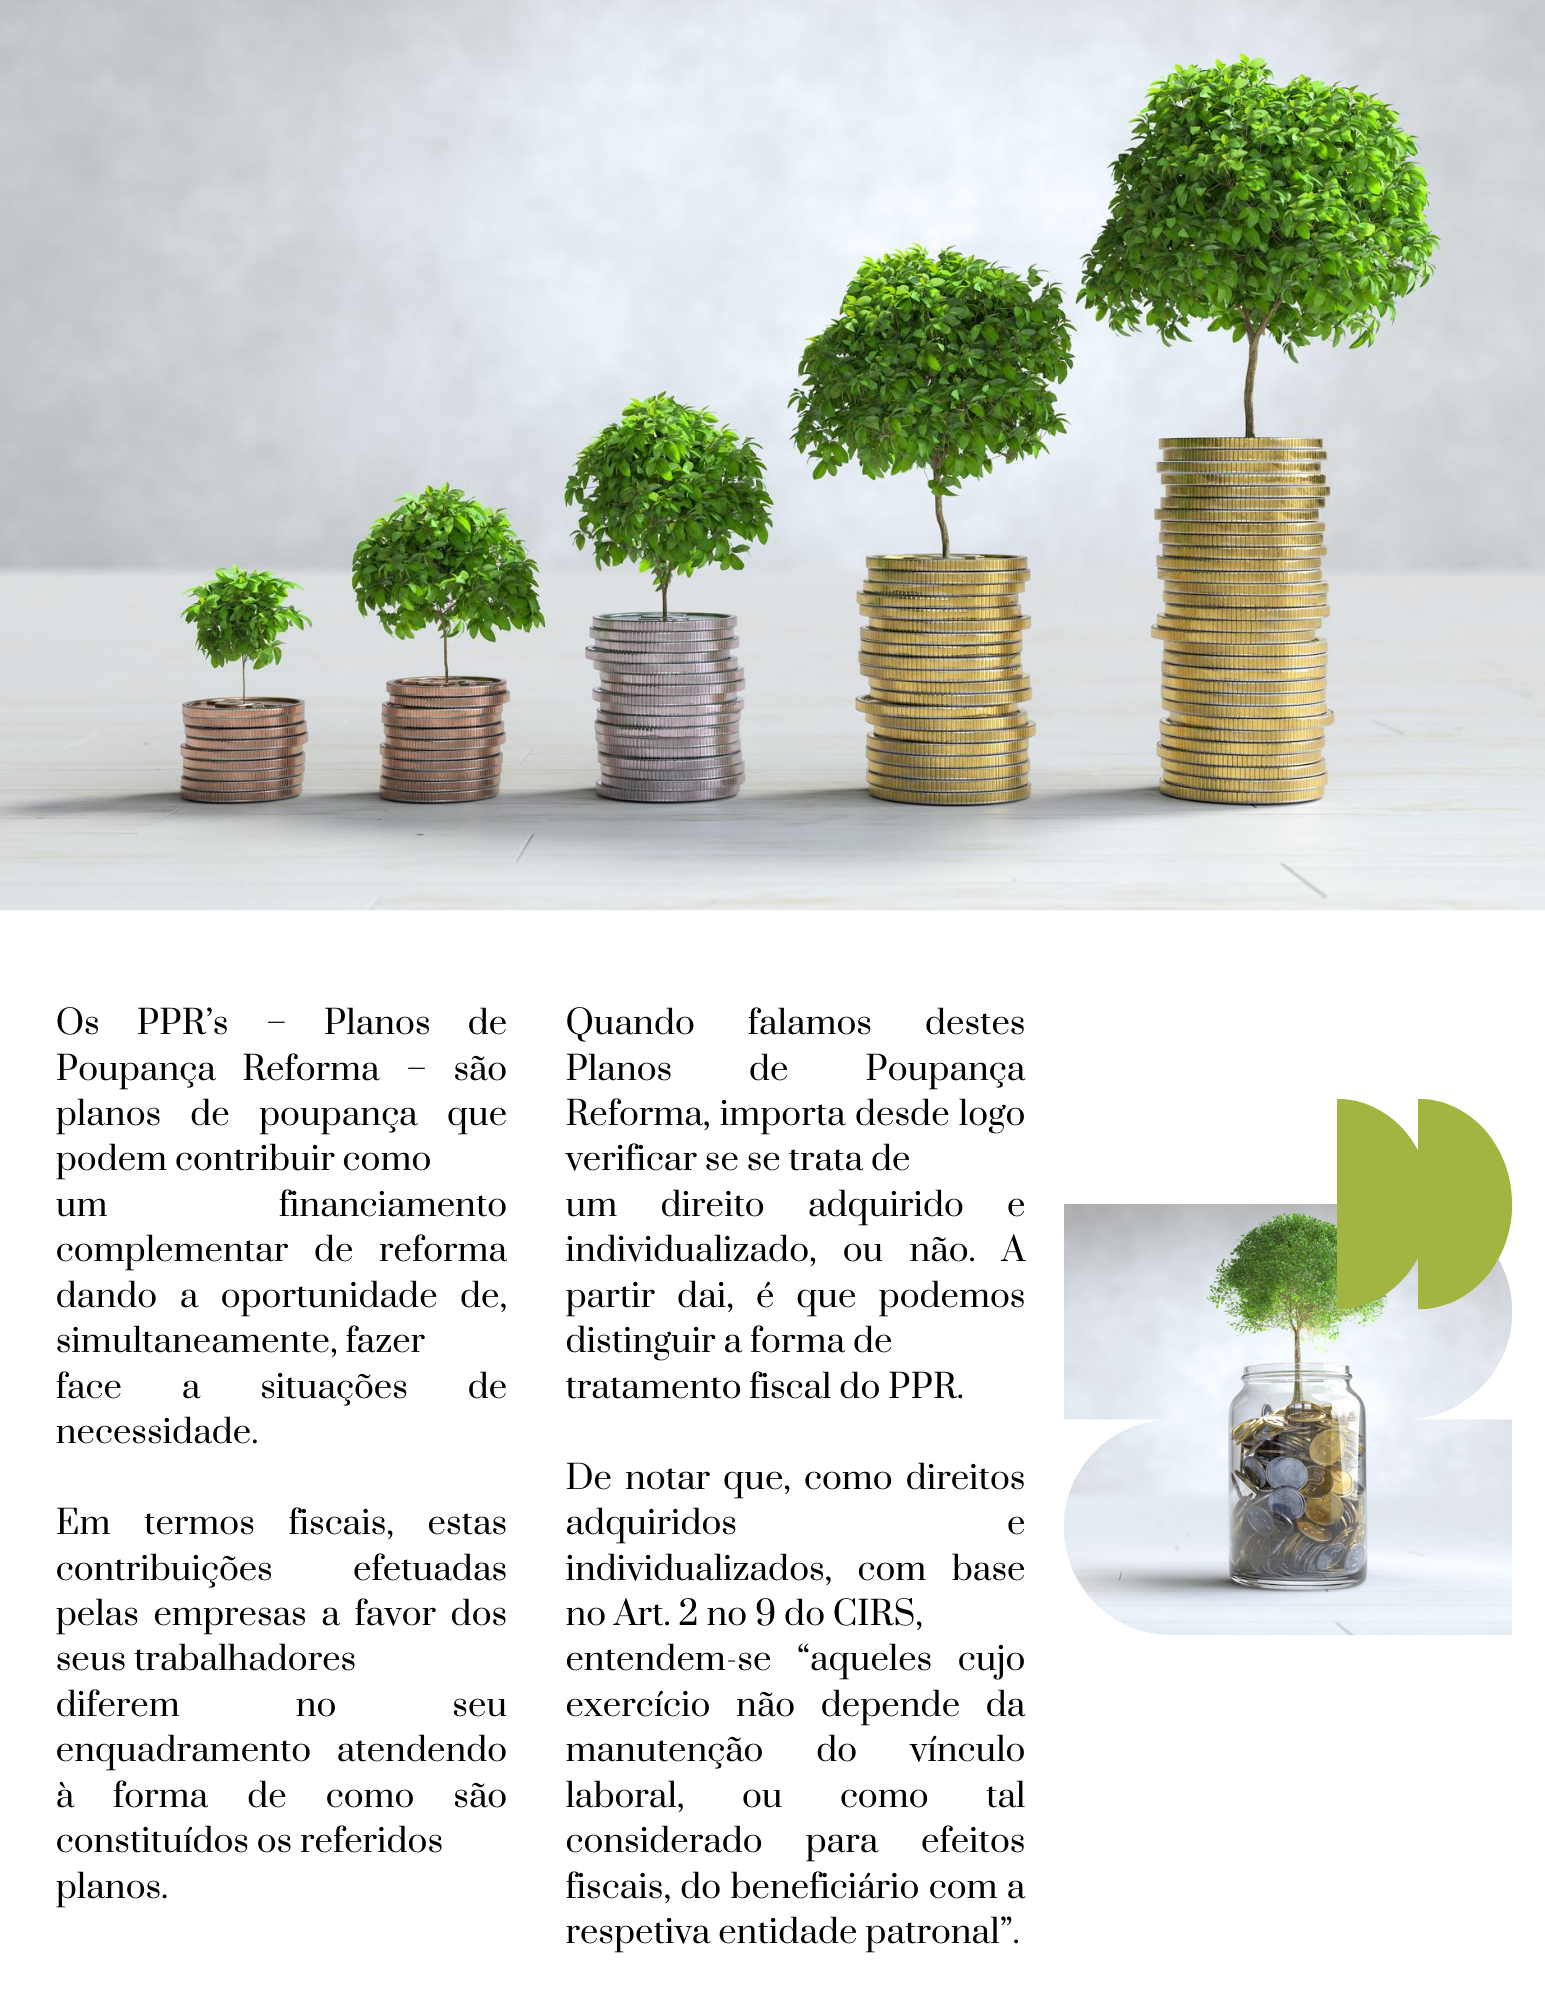 Os PPR’s – Planos de
Poupança Reforma – são
planos de poupança que
podem contribuir como
um financiamento
complementar de reforma
dando a oportunidade de,
simultaneamente, fazer
face a situações de
necessidade.
Em termos fiscais, estas
contribuições efetuadas
pelas empresas a favor dos
seus trabalhadores
diferem no seu
enquadramento atendendo
à forma de como são
constituídos os referidos
planos.
Quando falamos destes
Planos de Poupança
Reforma, importa desde logo
verificar se se trata de
um direito adquirido e
individualizado, ou não. A
partir dai, é que podemos
distinguir a forma de
tratamento fiscal do PPR.
De notar que, como direitos
adquiridos e
individualizados, com base
no Art. 2 no 9 do CIRS,
entendem-se “aqueles cujo
exercício não depende da
manutenção do vínculo
laboral, ou como tal
considerado para efeitos
fiscais, do beneficiário com a
respetiva entidade patronal”.